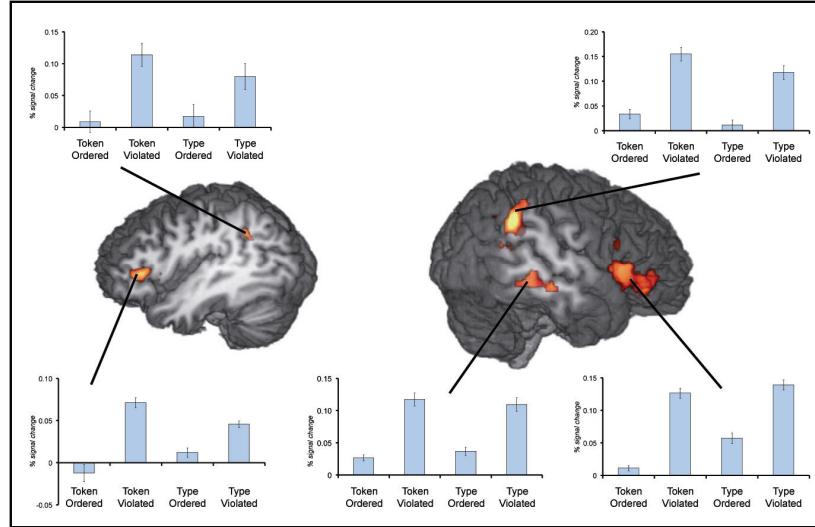 0.15
0.10
0.05
0
% signal change
Token Ordered
Token Violated
Type Ordered
Type Violated
0.20
0.15
0.10
0.05
0
% signal change
Token Ordered
Token Violated
Type Ordered
Type Violated
0.10
0.05
0
-0.05
% signal change
Token Ordered
Token Violated
Type Ordered
Type Violated
0.15
0.10
0.05
0
% signal change
Token Ordered
Token Violated
Type Ordered
Type Violated
0.15
0.10
0.05
0
% signal change
Token Ordered
Token Violated
Type Ordered
Type Violated